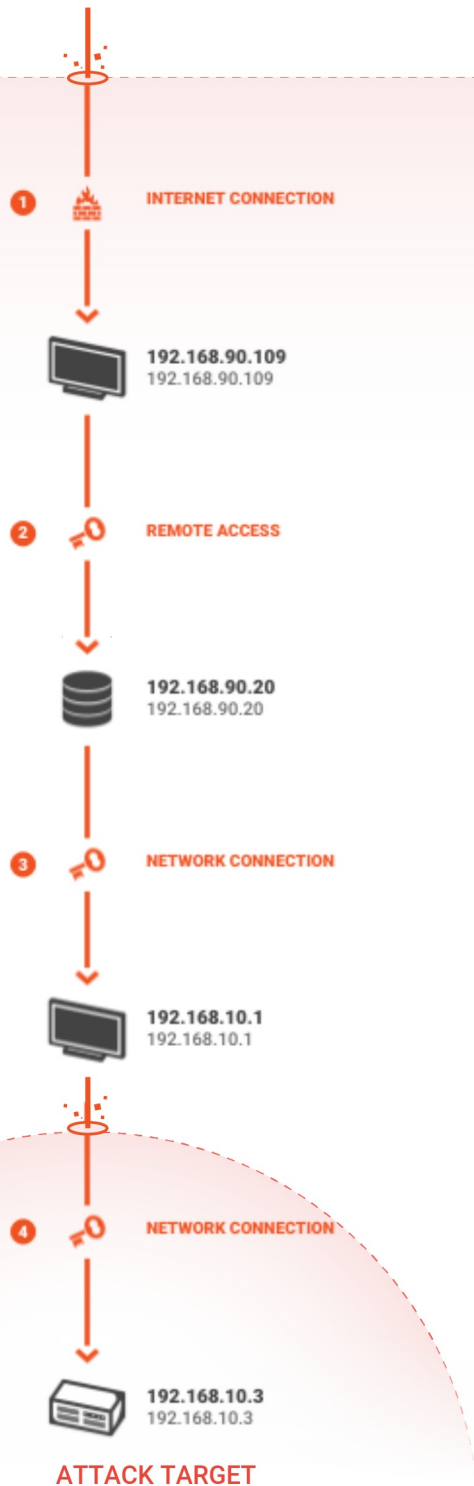 1
INTERNET CONNECTION
192.168.90.109
192.168.90.109
2
REMOTE ACCESS
192.168.90.20
192.168.90.20
3
NETWORK CONNECTION
192.168.10.1
192.168.10.1
4
NETWORK CONNECTION
192.168.10.3
192.168.10.3
ATTACK TARGET